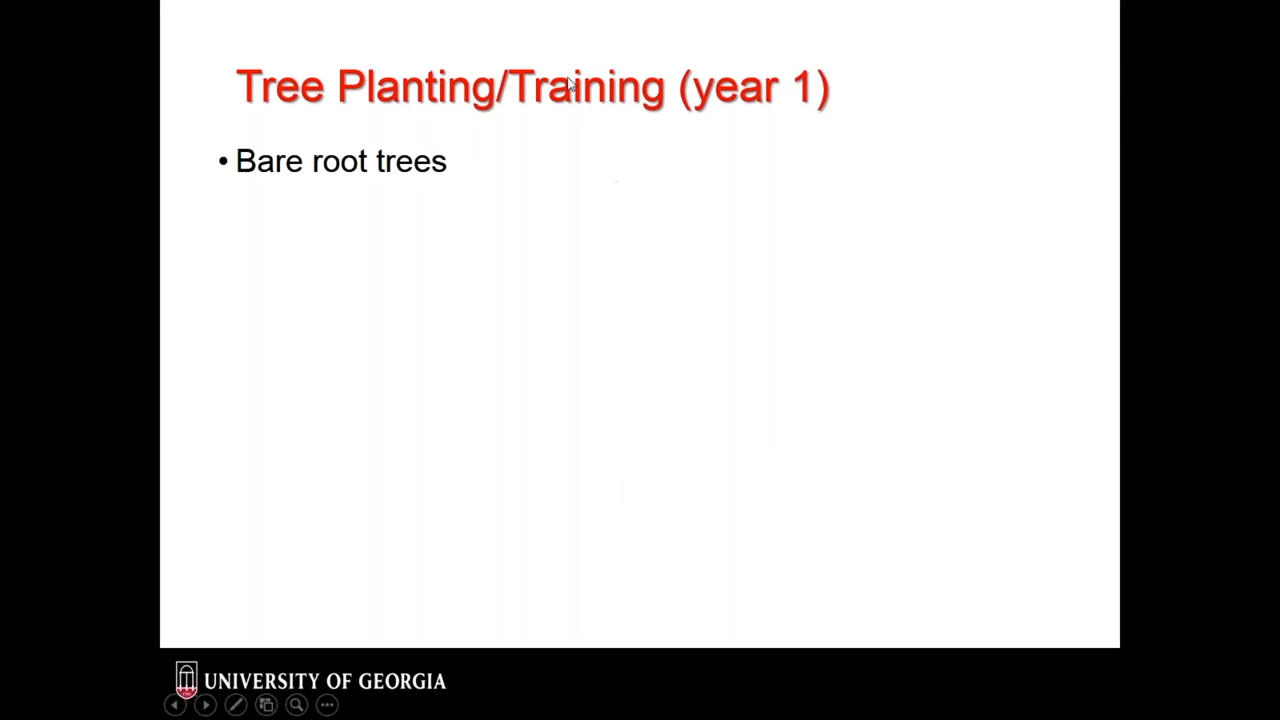 Tree Planting/Training (year 1)
• Bare root trees
UNIVERSITY OF GEORGIA